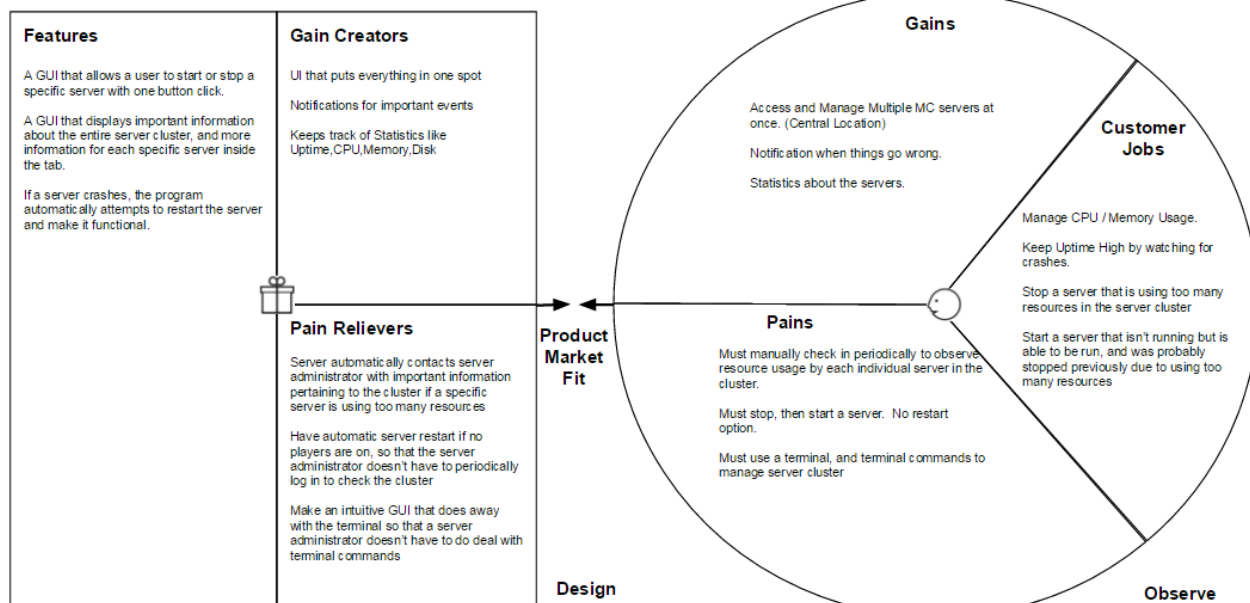 Features
A GUI that allows a user to start or stop a
specific server with one button click.
A GUI that displays important information
about the entire server cluster, and more
information for each specific server inside
the tab.
If a server crashes, the program
automatically attempts to restart the server
and make it functional.
Gain Creators
UI that puts everything in one spot
Notifications for important events
Keeps track of Statistics like
Uptime,CPU,Memory,Disk
Pain Relievers
Server automatically contacts server
administrator with important information
pertaining to the cluster if a specific
server is using too many resources
Have automatic server restart if no
players are on, so that the server
administrator doesn't have to periodically
log in to check the cluster
Make an intuitive GUI that does away
with the terminal so that a server
administrator doesn't have to do deal with
terminal commands
Product
Market
Fit
Design
Gains
Access and Manage Multiple MC servers at
once. (Central Location)
Notification when things go wrong.
Statistics about the servers.
Pains
Must manually check in periodically to observe
resource usage by each individual server in the
cluster.
Must stop, then start a server. No restart
option.
Must use a terminal, and terminal commands to
manage server cluster
Customer
Jobs
Manage CPU / Memory Usage.
Keep Uptime High by watching for
crashes.
Stop a server that is using too many
resources in the server cluster
Start a server that isn't running but is
able to be run, and was probably
stopped previously due to using too
many resources
Observe